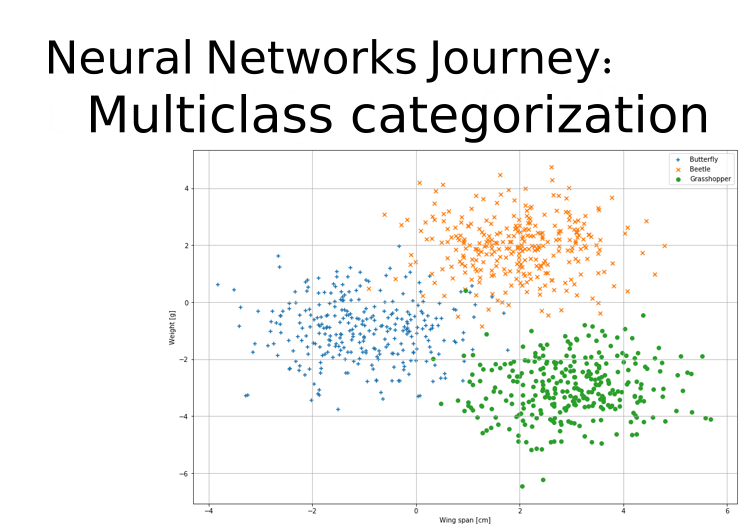 Neural Networks Journey:
Multiclass categorization
Butterfly
Beetle
Grasshopper
4
2
0
−2
−4
−6
Weight [g]
−4 −2 0 2 4 6
Wing span [cm]